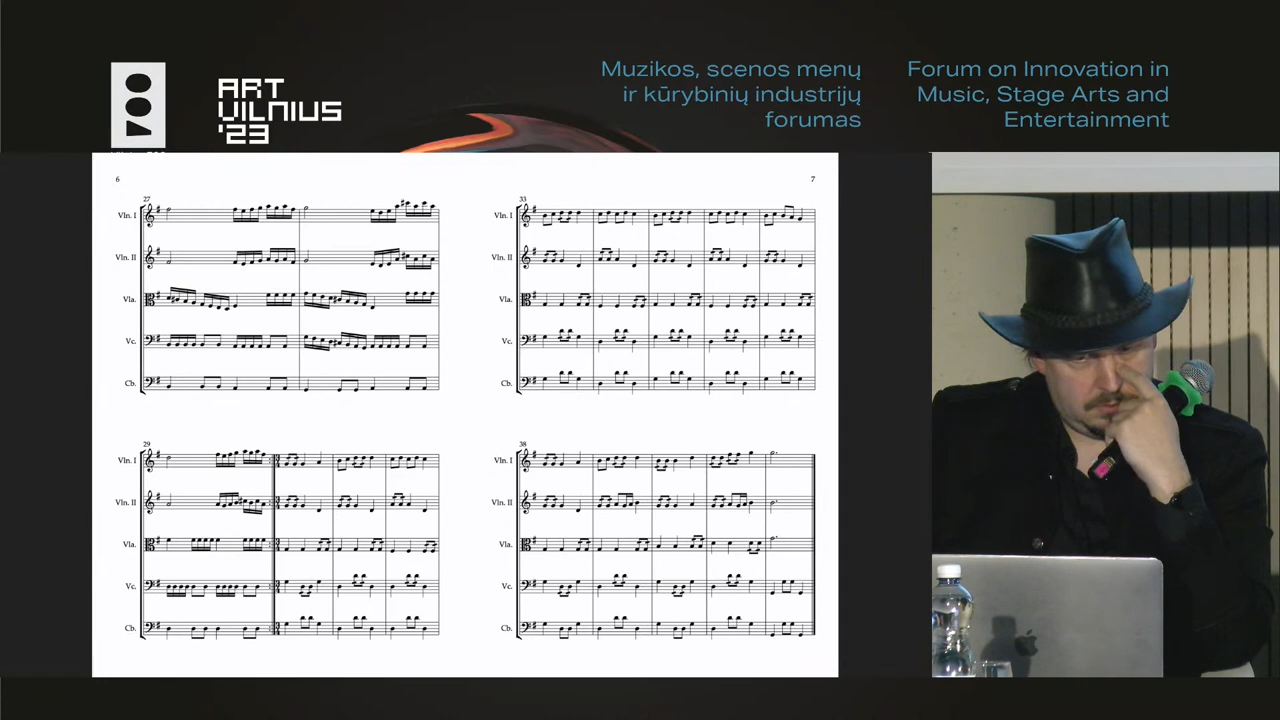 ART
VILNIUS
'23
Muzikos, scenos menų
ir kūrybinių industrijų
forumas
Forum on Innovation in
Music, Stage Arts and
Entertainment
6
27
Vln. I
Vln. II
Vla.
Vc.
Cb.
29
Vln. I
Vln. II
Vla.
Vc.
Cb.
7
33
Vln. I
Vln. II
Vla.
Vc.
Cb.
38
Vln. I
Vln. II
Vla.
Vc.
Cb.